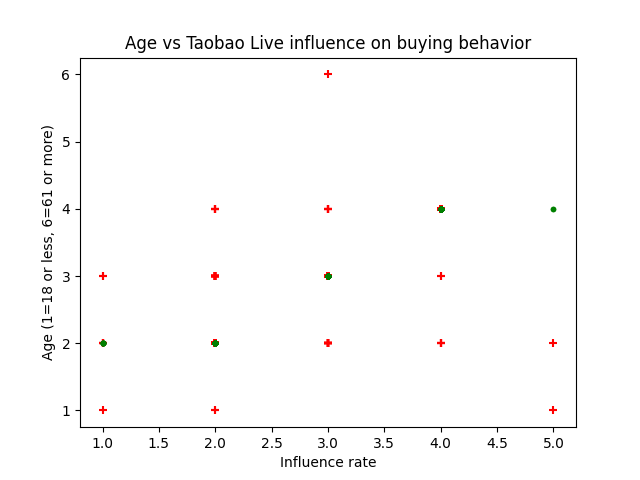 Age vs Taobao Live influence on buying behavior
Age (1=18 or less, 6=61 or more)
6
5
4
3
2
1
1.0 1.5 2.0 2.5 3.0 3.5 4.0 4.5 5.0
Influence rate